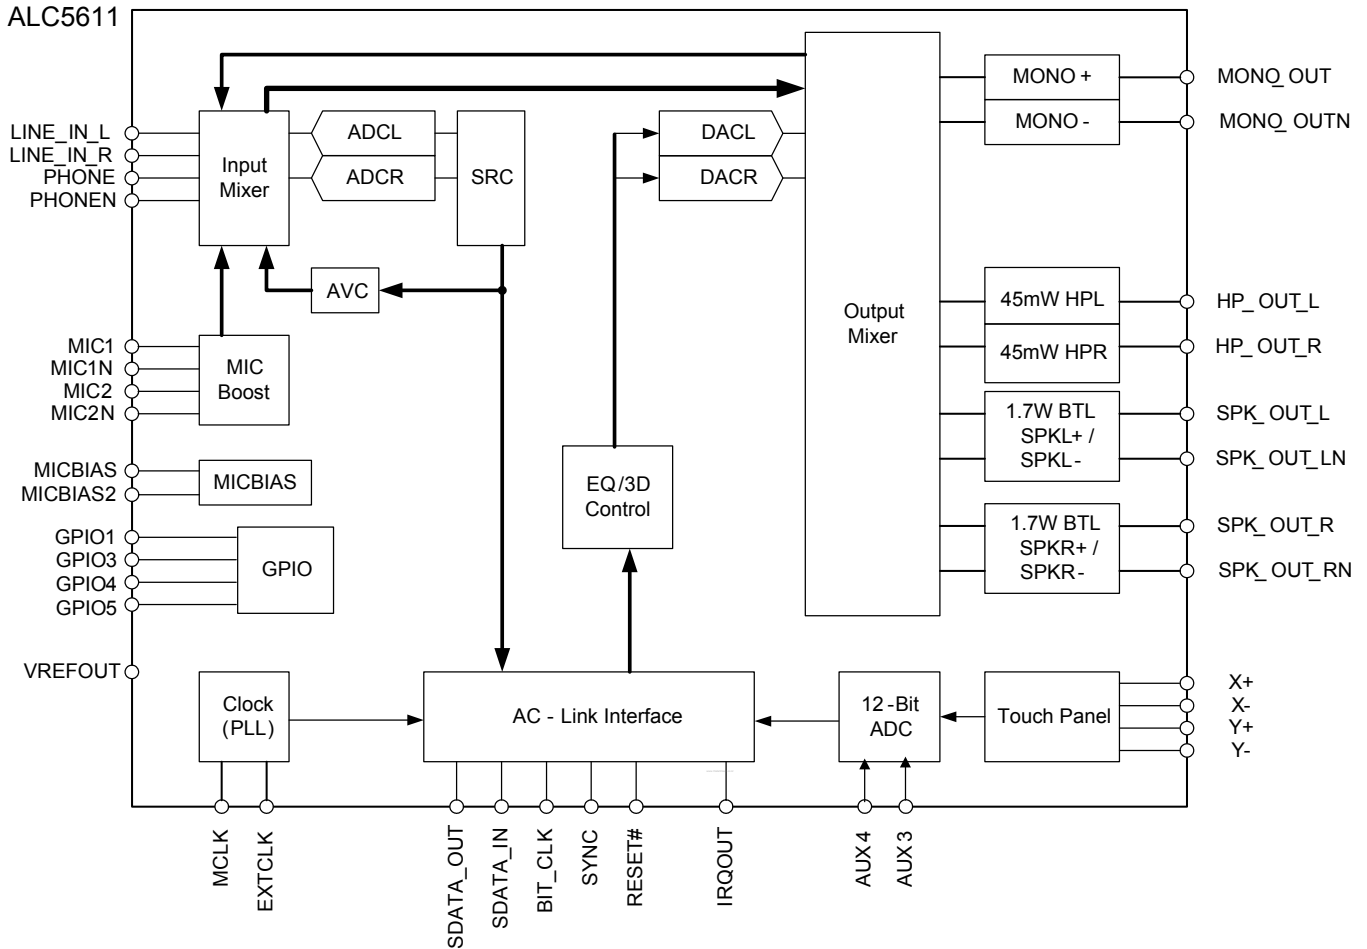 ALC5611
LINE_IN_L
LINE_IN_R
PHONE
PHONEN
Input
Mixer
ADCL
ADCR
SRC
AVC
MIC1
MIC1N
MIC2
MIC2N
MIC
Boost
MICBIAS
MICBIAS2
MICBIAS
GPIO1
GPIO3
GPIO4
GPIO5
GPIO
VREFOUT
Clock
(PLL)
MCLK
EXTCLK
DACL
DACR
EQ/3D
Control
AC - Link Interface
SDATA_OUT
SDATA_IN
BIT_CLK
SYNC
RESET#
IRQOUT
Output
Mixer
MONO +
MONO -
MONO_OUT
MONO_OUTN
45mW HPL
45mW HPR
HP_OUT_L
HP_OUT_R
1.7W BTL
SPKL+ /
SPKL-
SPK_OUT_L
SPK_OUT_LN
1.7W BTL
SPKR+ /
SPKR-
SPK_OUT_R
SPK_OUT_RN
12-Bit
ADC
AUX4
AUX3
Touch Panel
X+
X-
Y+
Y-